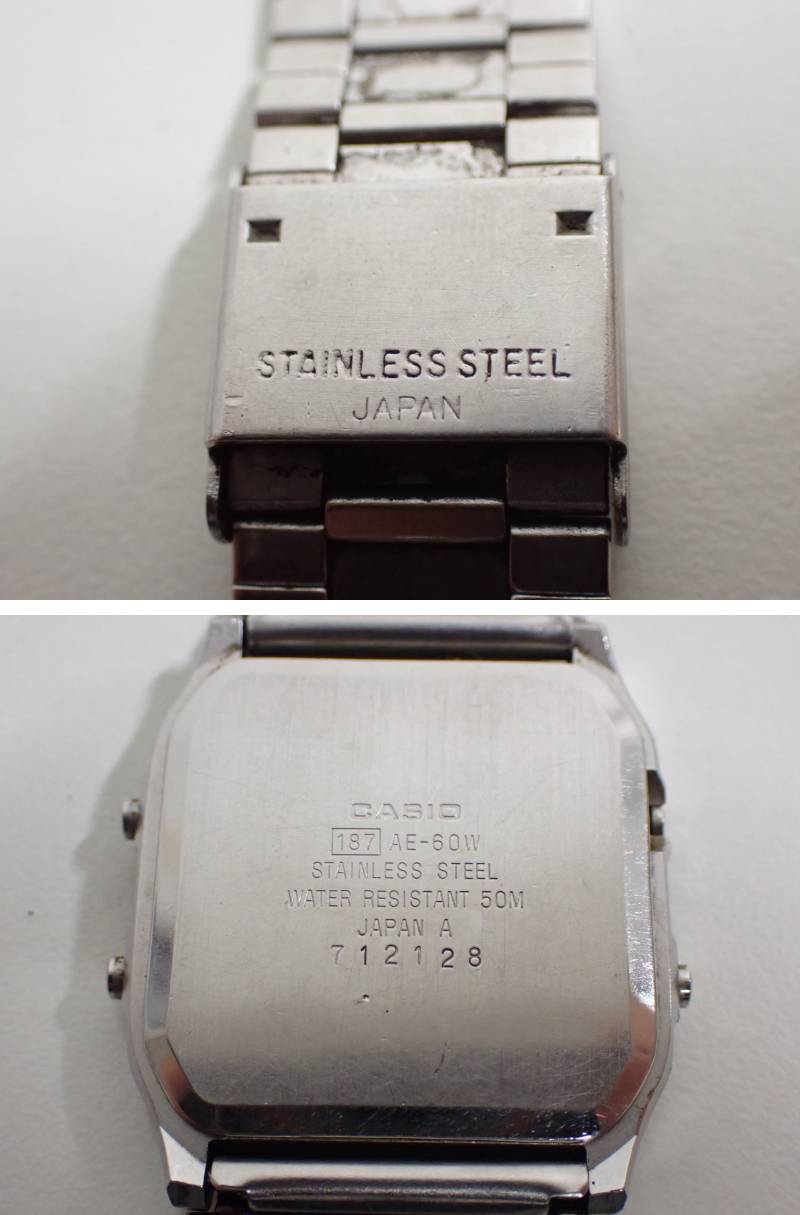 STAINLESS STEEL
JAPAN
CASIO
187 AE-60W
STAINLESS STEEL
WATER RESISTANT 50M
JAPAN A
712128